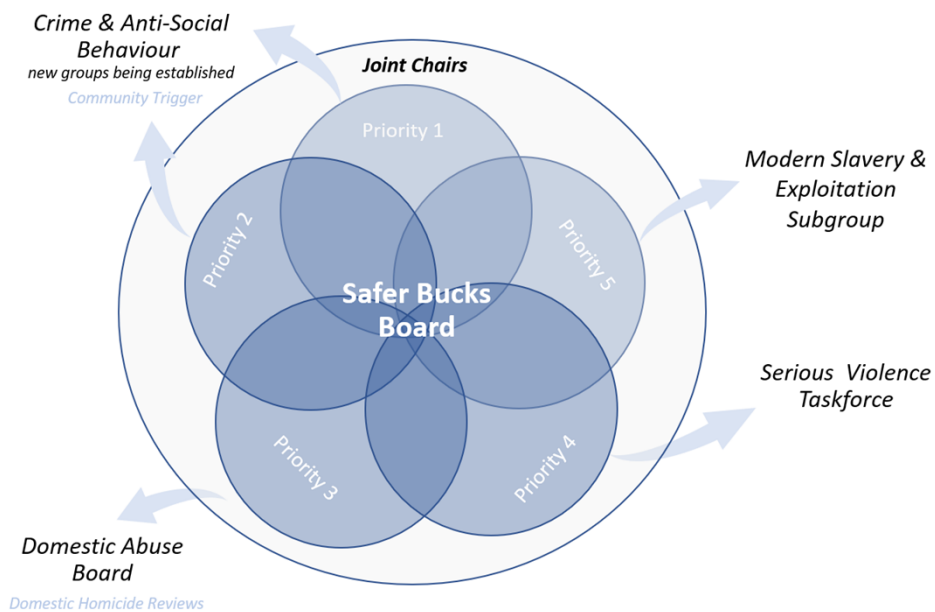 Crime & Anti-Social
Behaviour
new groups being established
Community Trigger
Joint Chairs
Priority 1
Priority 2
Priority 5
Modern Slavery &
Exploitation
Subgroup
Safer Bucks
Board
Serious Violence
Taskforce
Priority 3
Priority 4
Domestic Abuse
Board
Domestic Homicide Reviews